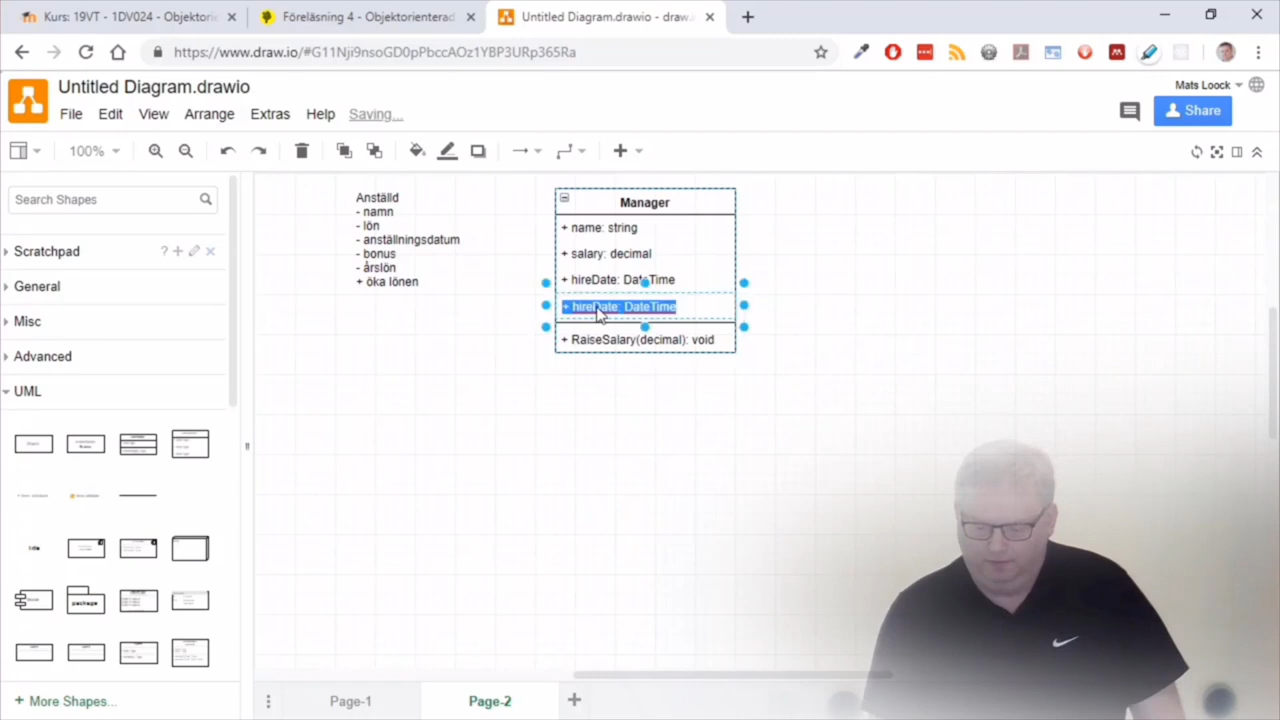 Kurs: 19VT - 1DV024 - Objektorie
Föreläsning 4 - Objektorienterad
Untitled Diagram.drawio - draw.
https://www.draw.io/#G11Nji9nsoGD0pPbccAOz1YBP3URp365Ra
Untitled Diagram.drawio
Mats Loock
File Edit View Arrange Extras Help Saving...
Share
100%
Search Shapes
Scratchpad
General
Misc
Advanced
UML
Title
package
+ More Shapes...
Anställd
- namn
- lön
- anställningsdatum
- bonus
- årslön
+ öka lönen
Manager
+ name: string
+ salary: decimal
+ hireDate: DateTime
+ hireDate: DateTime
+ RaiseSalary(decimal): void
Page-1
Page-2